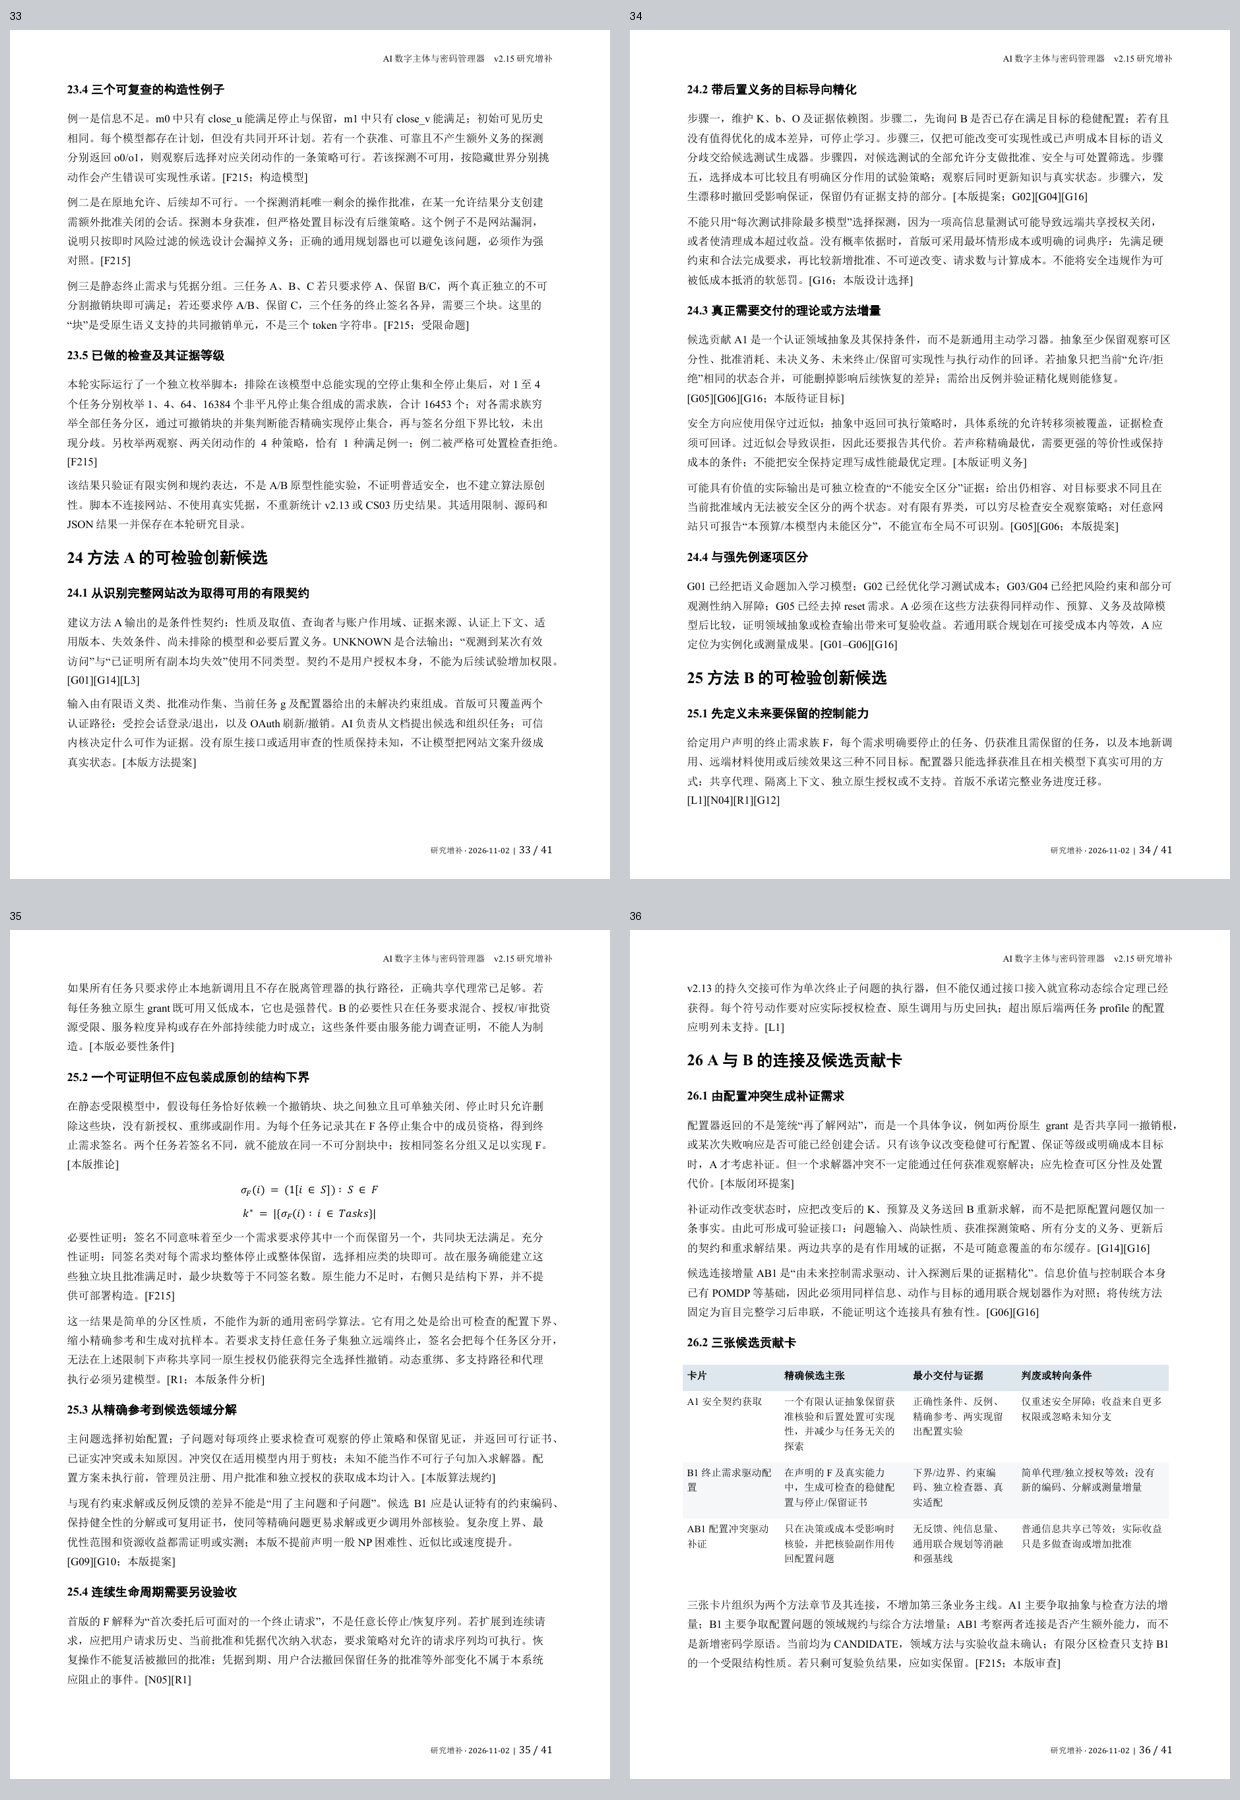 33
AI 数字主体与密码管理器 v2.15 研究增补
23.4 三个可复查的构造性例子
例一是信息不足。m0 中只有 close_u 能满足停止与保留，m1 中只有 close_v 能满足；初始可见历史
相同。每个模型都存在计划，但没有共同开环计划。若有一个获准、可靠且不产生额外义务的探测
分别返回 o0/o1，则观察后选择对应关闭动作的一条策略可行。若该探测不可用，按隐藏世界分别挑
动作会产生错误可实现性承诺。[F215；构造模型]
例二是在原地允许、后续却不可行。一个探测消耗唯一剩余的操作批准，在某一允许结果分支创建
需额外批准关闭的会话。探测本身获准，但严格处置目标没有后继策略。这个例子不是网站漏洞，
说明只按即时风险过滤的候选设计会漏掉义务；正确的通用规划器也可以避免该问题，必须作为强
对照。[F215]
例三是静态终止需求与凭据分组。三任务 A、B、C 若只要求停 A、保留 B/C，两个真正独立的不可
分割撤销块即可满足；若还要求停 A/B、保留 C，三个任务的终止签名各异，需要三个块。这里的
“块”是受原生语义支持的共同撤销单元，不是三个 token 字符串。[F215；受限命题]
23.5 已做的检查及其证据等级
本轮实际运行了一个独立枚举脚本：排除在该模型中总能实现的空停止集和全停止集后，对 1 至 4
个任务分别枚举 1、4、64、16384 个非平凡停止集合组成的需求族，合计 16453 个；对各需求族穷
举全部任务分区，通过可撤销块的并集判断能否精确实现停止集合，再与签名分组下界比较，未出
现分歧。另枚举两观察、两关闭动作的 4 种策略，恰有 1 种满足例一；例二被严格可处置检查拒绝。
[F215]
该结果只验证有限实例和规约表达，不是 A/B 原型性能实验，不证明普适安全，也不建立算法原创
性。脚本不连接网站、不使用真实凭据，不重新统计 v2.13 或 CS03 历史结果。其适用限制、源码和
JSON 结果一并保存在本轮研究目录。
24 方法 A 的可检验创新候选
24.1 从识别完整网站改为取得可用的有限契约
建议方法 A 输出的是条件性契约：性质及取值、查询者与账户作用域、证据来源、认证上下文、适
用版本、失效条件、尚未排除的模型和必要后置义务。UNKNOWN 是合法输出；“观测到某次有效
访问”与“已证明所有副本均失效”使用不同类型。契约不是用户授权本身，不能为后续试验增加权限。
[G01][G14][L3]
输入由有限语义类、批准动作集、当前任务 g 及配置器给出的未解决约束组成。首版可只覆盖两个
认证路径：受控会话登录/退出，以及 OAuth 刷新/撤销。AI 负责从文档提出候选和组织任务；可信
内核决定什么可作为证据。没有原生接口或适用审查的性质保持未知，不让模型把网站文案升级成
真实状态。[本版方法提案]
研究增补 · 2026-11-02 | 33 / 41
34
AI 数字主体与密码管理器 v2.15 研究增补
24.2 带后置义务的目标导向精化
步骤一，维护 K、b、O 及证据依赖图。步骤二，先询问 B 是否已存在满足目标的稳健配置；若有且
没有值得优化的成本差异，可停止学习。步骤三，仅把可能改变可实现性或已声明成本目标的语义
分歧交给候选测试生成器。步骤四，对候选测试的全部允许分支做批准、安全与可处置筛选。步骤
五，选择成本可比较且有明确区分作用的试验策略；观察后同时更新知识与真实状态。步骤六，发
生漂移时撤回受影响保证，保留仍有证据支持的部分。[本版提案；G02][G04][G16]
不能只用“每次测试排除最多模型”选择探测，因为一项高信息量测试可能导致远端共享授权关闭，
或者使清理成本超过收益。没有概率依据时，首版可采用最坏情形成本或明确的词典序：先满足硬
约束和合法完成要求，再比较新增批准、不可逆改变、请求数与计算成本。不能将安全违规作为可
被低成本抵消的软惩罚。[G16；本版设计选择]
24.3 真正需要交付的理论或方法增量
候选贡献 A1 是一个认证领域抽象及其保持条件，而不是新通用主动学习器。抽象至少保留观察可区
分性、批准消耗、未决义务、未来终止/保留可实现性与执行动作的回译。若抽象只把当前“允许/拒
绝”相同的状态合并，可能删掉影响后续恢复的差异；需给出反例并验证精化规则能修复。
[G05][G06][G16；本版待证目标]
安全方向应使用保守过近似：抽象中返回可执行策略时，具体系统的允许转移须被覆盖，证据检查
须可回译。过近似会导致误拒，因此还要报告其代价。若声称精确最优，需要更强的等价性或保持
成本的条件；不能把安全保持定理写成性能最优定理。[本版证明义务]
可能具有价值的实际输出是可独立检查的“不能安全区分”证据：给出仍相容、对目标要求不同且在
当前批准域内无法被安全区分的两个状态。对有限有界类，可以穷尽检查安全观察策略；对任意网
站只可报告“本预算/本模型内未能区分”，不能宣布全局不可识别。[G05][G06；本版提案]
24.4 与强先例逐项区分
G01 已经把语义命题加入学习模型；G02 已经优化学习测试成本；G03/G04 已经把风险约束和部分可
观测性纳入屏障；G05 已经去掉 reset 需求。A 必须在这些方法获得同样动作、预算、义务及故障模
型后比较，证明领域抽象或检查输出带来可复验收益。若通用联合规划在可接受成本内等效，A 应
定位为实例化或测量成果。[G01–G06][G16]
25 方法 B 的可检验创新候选
25.1 先定义未来要保留的控制能力
给定用户声明的终止需求族 F，每个需求明确要停止的任务、仍获准且需保留的任务，以及本地新调
用、远端材料使用或后续效果这三种不同目标。配置器只能选择获准且在相关模型下真实可用的方
式：共享代理、隔离上下文、独立原生授权或不支持。首版不承诺完整业务进度迁移。
[L1][N04][R1][G12]
研究增补 · 2026-11-02 | 34 / 41
35
AI 数字主体与密码管理器 v2.15 研究增补
如果所有任务只要求停止本地新调用且不存在脱离管理器的执行路径，正确共享代理常已足够。若
每任务独立原生 grant 既可用又低成本，它也是强替代。B 的必要性只在任务要求混合、授权/审批资
源受限、服务粒度异构或存在外部持续能力时成立；这些条件要由服务能力调查证明，不能人为制
造。[本版必要性条件]
25.2 一个可证明但不应包装成原创的结构下界
在静态受限模型中，假设每任务恰好依赖一个撤销块、块之间独立且可单独关闭、停止时只允许删
除这些块，没有新授权、重绑或副作用。为每个任务记录其在 F 各停止集合中的成员资格，得到终
止需求签名。两个任务若签名不同，就不能放在同一不可分割块中；按相同签名分组又足以实现 F。
[本版推论]
σ_F(i) = (1[i ∈ S]) : S ∈ F
k* = |{σ_F(i) : i ∈ Tasks}|
必要性证明：签名不同意味着至少一个需求要求停其中一个而保留另一个，共同块无法满足。充分
性证明：同签名类对每个需求均整体停止或整体保留，选择相应类的块即可。故在服务确能建立这
些独立块且批准满足时，最少块数等于不同签名数。原生能力不足时，右侧只是结构下界，并不提
供可部署构造。[F215]
这一结果是简单的分区性质，不能作为新的通用密码学算法。它有用之处是给出可检查的配置下界、
缩小精确参考和生成对抗样本。若要求支持任意任务子集独立远端终止，签名会把每个任务区分开，
无法在上述限制下声称共享同一原生授权仍能获得完全选择性撤销。动态重绑、多支持路径和代理
执行必须另建模型。[R1；本版条件分析]
25.3 从精确参考到候选领域分解
主问题选择初始配置；子问题对每项终止要求检查可观察的停止策略和保留见证，并返回可行证书、
已证实冲突或未知原因。冲突仅在适用模型内用于剪枝；未知不能当作不可行子句加入求解器。配
置方案未执行前，管理员注册、用户批准和独立授权的获取成本均计入。[本版算法规约]
与现有约束求解或反例反馈的差异不能是“用了主问题和子问题”。候选 B1 应是认证特有的约束编码、
保持健全性的分解或可复用证书，使同等精确问题更易求解或更少调用外部核验。复杂度上界、最
优性范围和资源收益都需证明或实测；本版不提前声明一般 NP 困难性、近似比或速度提升。
[G09][G10；本版提案]
25.4 连续生命周期需要另设验收
首版的 F 解释为“首次委托后可面对的一个终止请求”，不是任意长停止/恢复序列。若扩展到连续请
求，应把用户请求历史、当前批准和凭据代次纳入状态，要求策略对允许的请求序列均可执行。恢
复操作不能复活被撤回的批准；凭据到期、用户合法撤回保留任务的批准等外部变化不属于本系统
应阻止的事件。[N05][R1]
研究增补 · 2026-11-02 | 35 / 41
36
AI 数字主体与密码管理器 v2.15 研究增补
v2.13 的持久交接可作为单次终止子问题的执行器，但不能仅通过接口接入就宣称动态综合定理已经
获得。每个符号动作要对应实际授权检查、原生调用与历史回执；超出原后端两任务 profile 的配置
应明列未支持。[L1]
26 A 与 B 的连接及候选贡献卡
26.1 由配置冲突生成补证需求
配置器返回的不是笼统“再了解网站”，而是一个具体争议，例如两份原生 grant 是否共享同一撤销根，
或某次失败响应是否可能已经创建会话。只有该争议改变稳健可行配置、保证等级或明确成本目标
时，A 才考虑补证。但一个求解器冲突不一定能通过任何获准观察解决；应先检查可区分性及处置
代价。[本版闭环提案]
补证动作改变状态时，应把改变后的 K、预算及义务送回 B 重新求解，而不是把原配置问题仅加一
条事实。由此可形成可验证接口：问题输入、尚缺性质、获准探测策略、所有分支的义务、更新后
的契约和重求解结果。两边共享的是有作用域的证据，不是可随意覆盖的布尔缓存。[G14][G16]
候选连接增量 AB1 是“由未来控制需求驱动、计入探测后果的证据精化”。信息价值与控制联合本身
已有 POMDP 等基础，因此必须用同样信息、动作与目标的通用联合规划器作为对照；将传统方法
固定为盲目完整学习后串联，不能证明这个连接具有独有性。[G06][G16]
26.2 三张候选贡献卡
卡片 精确候选主张 最小交付与证据 判废或转向条件
A1 安全契约获取 一个有限认证抽象保留获 正确性条件、反例、 仅重述安全屏障；收益来自更多
准核验和后置处置可实现 精确参考、两实现留 权限或忽略未知分支
性，并减少与任务无关的 出配置实验
探索
B1 终止需求驱动配 在声明的 F 及真实能力 下界/边界、约束编 简单代理/独立授权等效；没有
置 中，生成可检查的稳健配 码、独立检查器、真 新的编码、分解或测量增量
置与停止/保留证书 实适配
AB1 配置冲突驱动 只在决策或成本受影响时 无反馈、纯信息量、 普通信息共享已等效；实际收益
补证 核验，并把核验副作用传 通用联合规划等消融 只是多做查询或增加批准
回配置问题 和强基线
三张卡片组织为两个方法章节及其连接，不增加第三条业务主线。A1 主要争取抽象与检查方法的增
量；B1 主要争取配置问题的领域规约与综合方法增量；AB1 考察两者连接是否产生额外能力，而不
是新增密码学原语。当前均为 CANDIDATE，领域方法与实验收益未确认；有限分区检查只支持 B1
的一个受限结构性质。若只剩可复验负结果，应如实保留。[F215；本版审查]
研究增补 · 2026-11-02 | 36 / 41